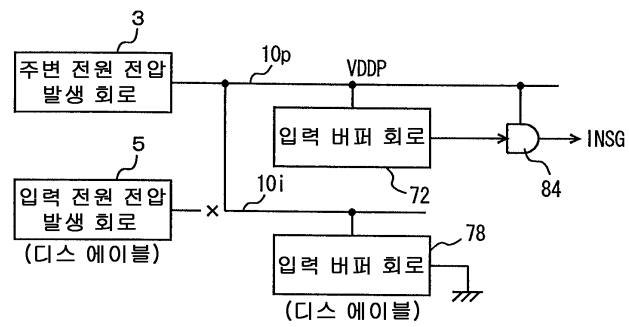 3
주변 전원 전압
발생 회로
10p
VDDP
입력 버퍼 회로
72
84
INSG
5
입력 전원 전압
발생 회로
(디스 에이블)
10i
입력 버퍼 회로
78
(디스 에이블)